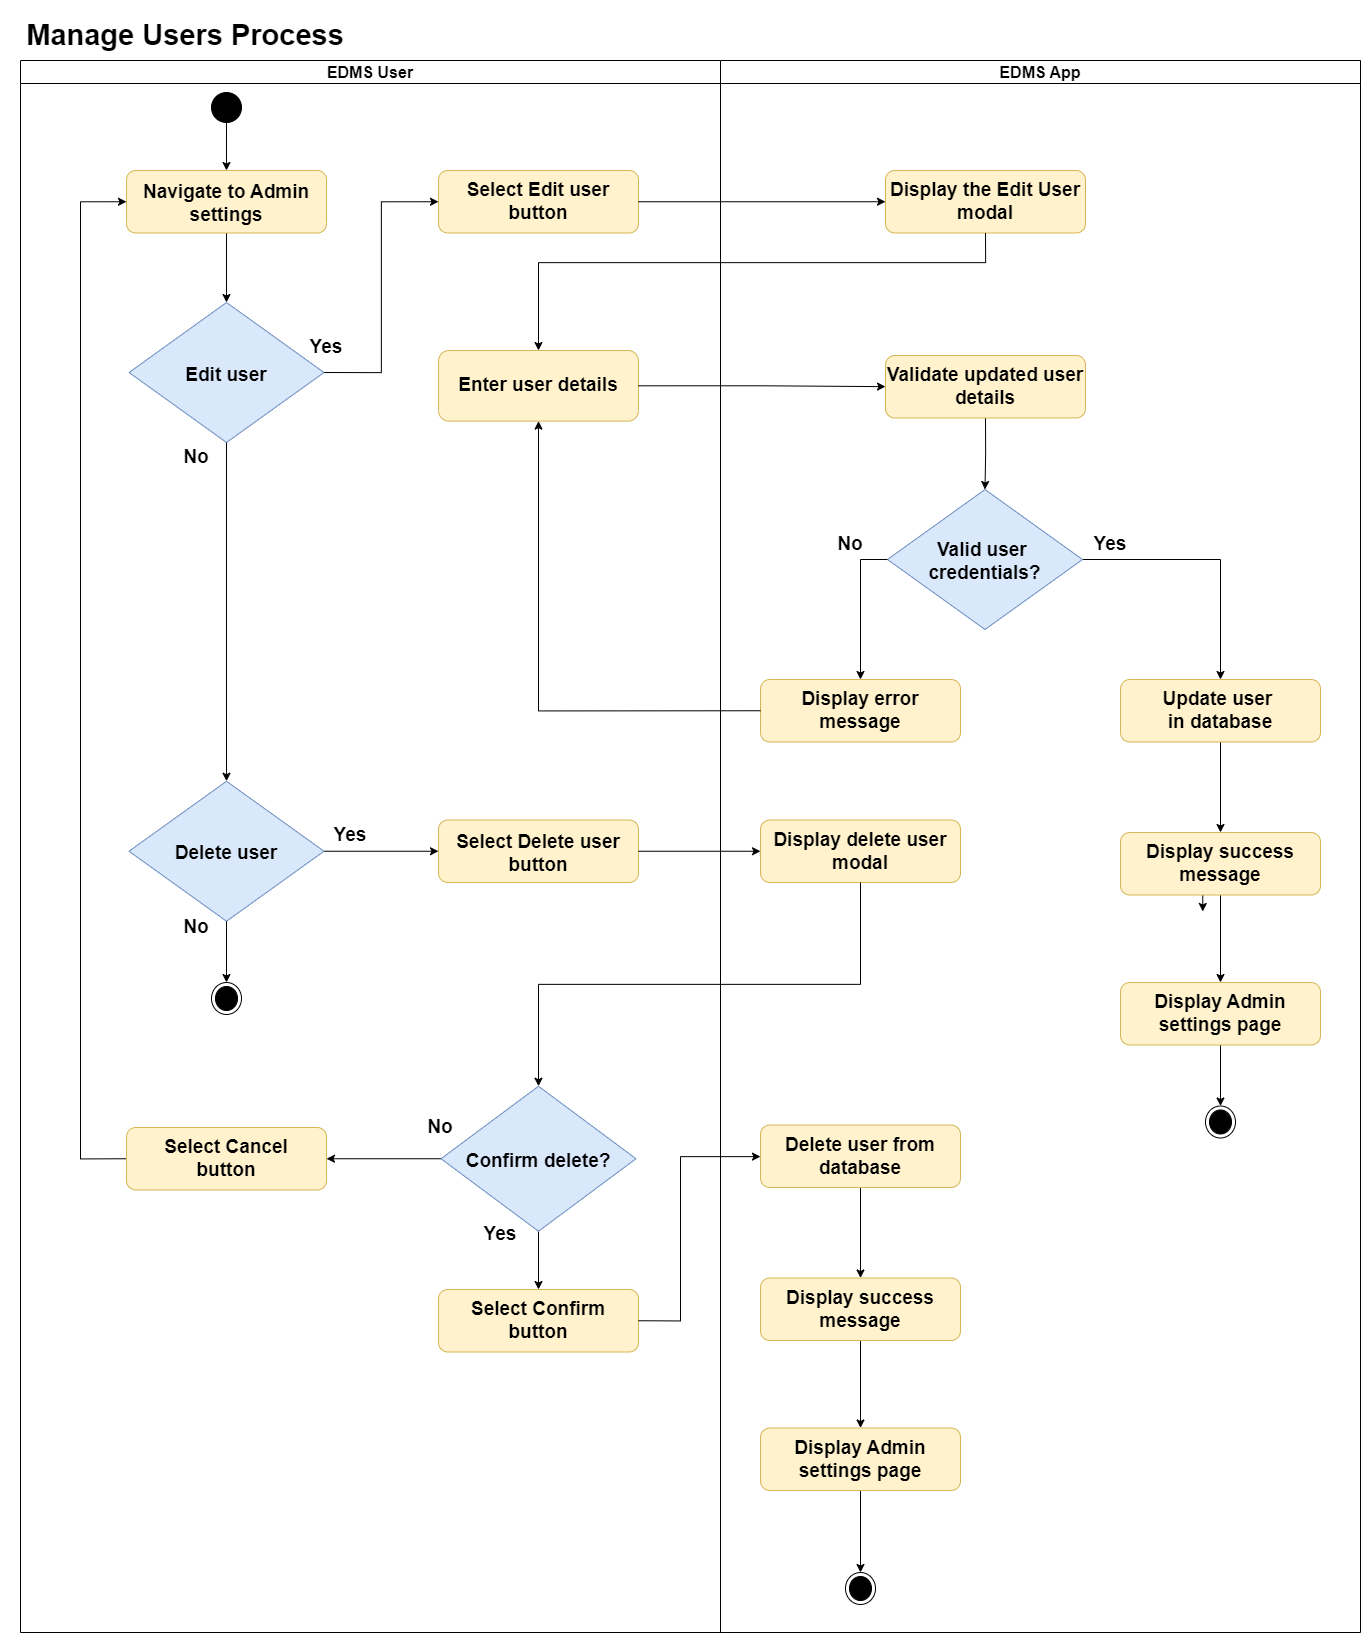 Manage Users Process
EDMS User
EDMS App
Navigate to Admin
settings
Select Edit user
button
Display the Edit User
modal
Yes
Edit user
Enter user details
Validate updated user
details
No
No
Yes
Valid user
credentials?
Display error
message
Update user
in database
Delete user
Yes
Select Delete user
button
Display delete user
modal
Display success
message
No
Display Admin
settings page
No
Select Cancel
button
Confirm delete?
Delete user from
database
Yes
Select Confirm
button
Display success
message
Display Admin
settings page